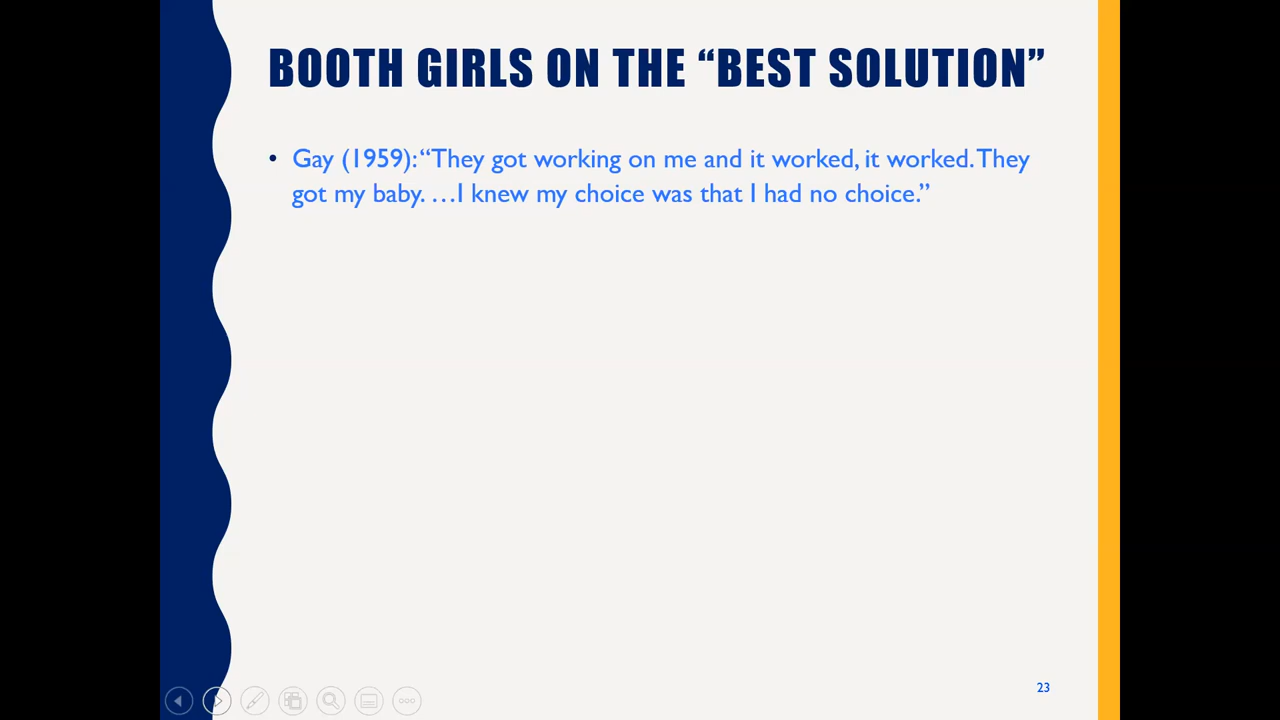 BOOTH GIRLS ON THE “BEST SOLUTION”
• Gay (1959): “They got working on me and it worked, it worked. They
got my baby. …I knew my choice was that I had no choice.”
23